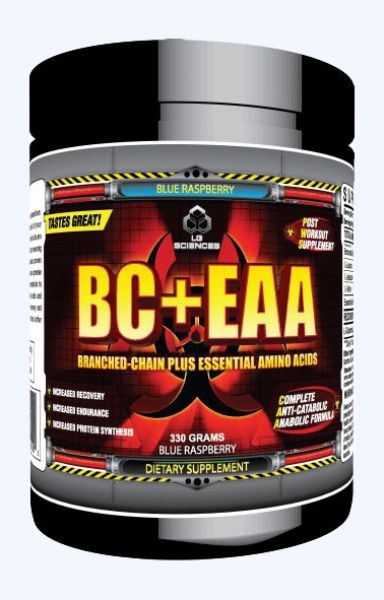 BLUE RASPBERRY
TASTES GREAT!
LG
SCIENCES
POST
WORKOUT
SUPPLEMENT
BC+EAA
BRANCHED-CHAIN PLUS ESSENTIAL AMINO ACIDS
INCREASED RECOVERY
INCREASED ENDURANCE
INCREASED PROTEIN SYNTHESIS
COMPLETE
ANTI-CATABOLIC
ANABOLIC FORMULA
330 GRAMS
BLUE RASPBERRY
DIETARY SUPPLEMENT